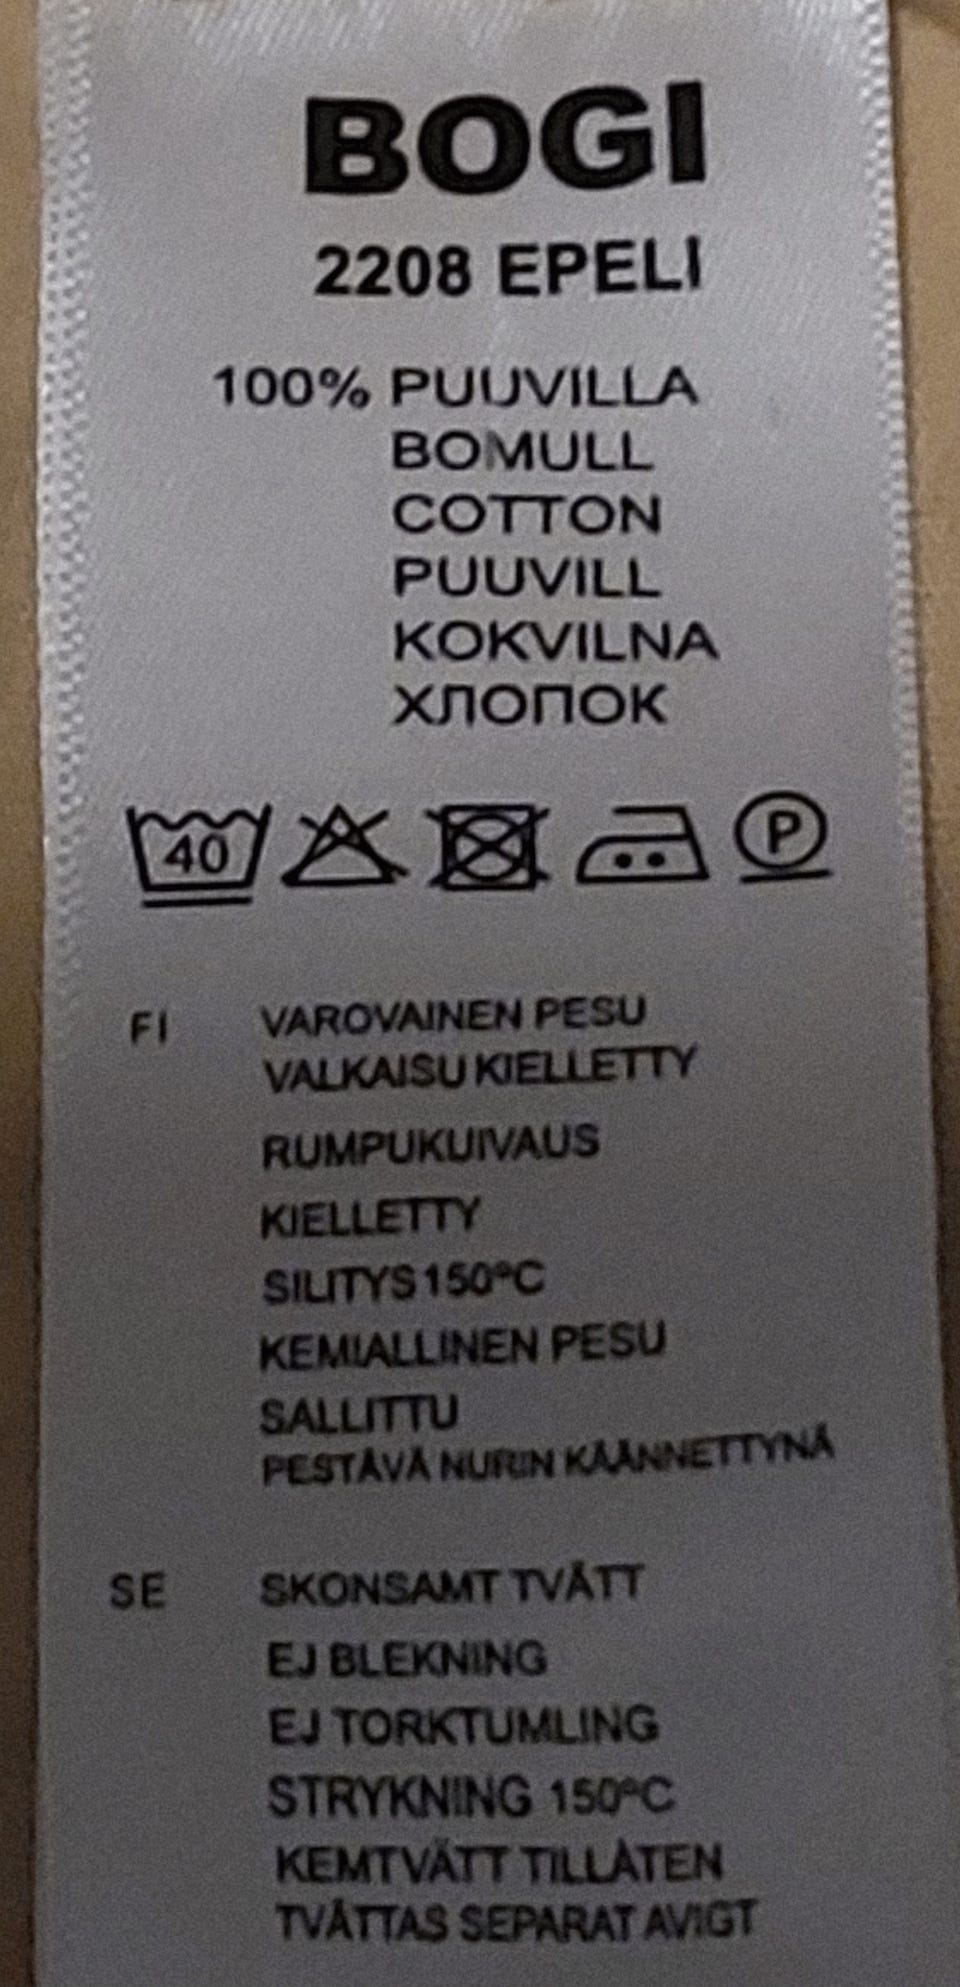 BOGI
2208 EPELI
100% PUUVILLA
BOMULL
COTTON
PUUVILL
KOKVILNA
ХЛОПОК
40 P
FI VAROVAINEN PESU
VALKAISU KIELLETTY
RUMPUKUIVAUS
KIELLETTY
SILITYS 150°C
KEMIALLINEN PESU
SALLITTU
PESTÄVÄ NURIN KÄÄNNETTYNÄ
SE SKONSAMT TVÄTT
EJ BLEKNING
EJ TORKTUMLING
STRYKNING 150°C
KEMTVÄTT TILLÅTEN
TVÄTTAS SEPARAT AVIGT